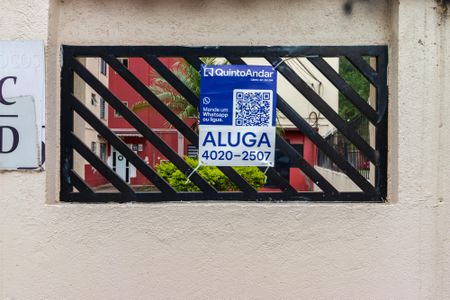 C
D
QuintoAndar
Mande um
WhatsApp
ou ligue.
ALUGA
4020-2507